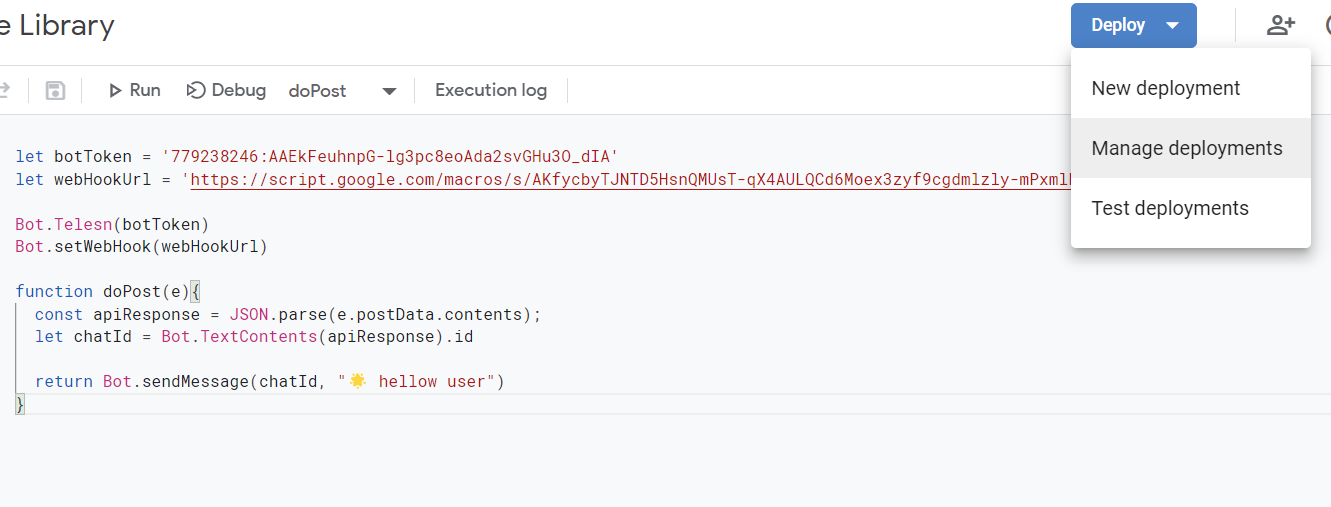 e Library
Deploy
Run
Debug
doPost
Execution log
New deployment
Manage deployments
Test deployments
let botToken = '779238246:AAEkFeuhnpG-lg3pc8eoAda2svGHu3O_dIA'
let webHookUrl = 'https://script.google.com/macros/s/AKfycbyTJNTD5HsnQMUsT-qX4AULQCd6Moex3zyf9cgdmlzly-mPxml
Bot.Telesn(botToken)
Bot.setWebHook(webHookUrl)
function doPost(e){
const apiResponse = JSON.parse(e.postData.contents);
let chatId = Bot.TextContents(apiResponse).id
return Bot.sendMessage(chatId, "🌟 hellow user")
}